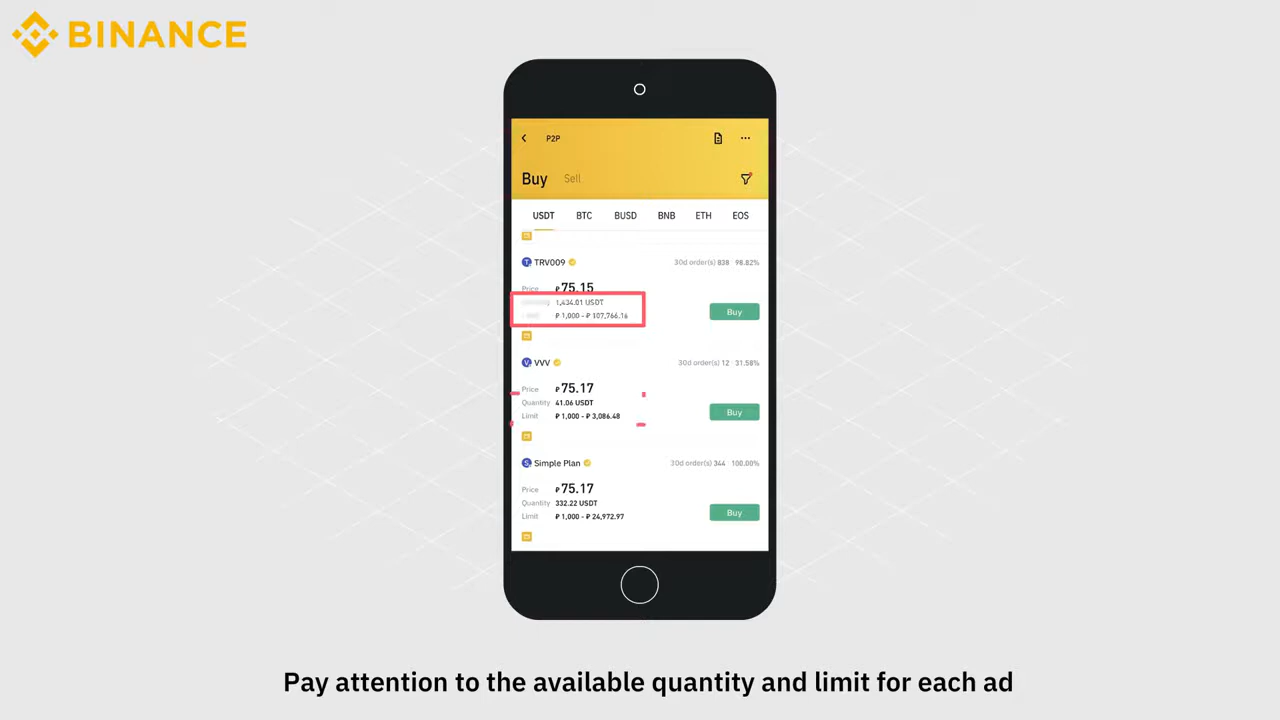 BINANCE
P2P
Buy Sell
USDT BTC BUSD BNB ETH EOS
T TRV009 30d order(s) 838 98.82%
Price ₽ 75.15
1,434.01 USDT
₽ 1,000 - ₽ 107,766.16
Buy
V VVV 30d order(s) 12 31.58%
Price ₽ 75.17
Quantity 41.06 USDT
Limit ₽ 1,000 - ₽ 3,086.48
Buy
S Simple Plan 30d order(s) 344 100.00%
Price ₽ 75.17
Quantity 332.22 USDT
Limit ₽ 1,000 - ₽ 24,972.97
Buy
Pay attention to the available quantity and limit for each ad